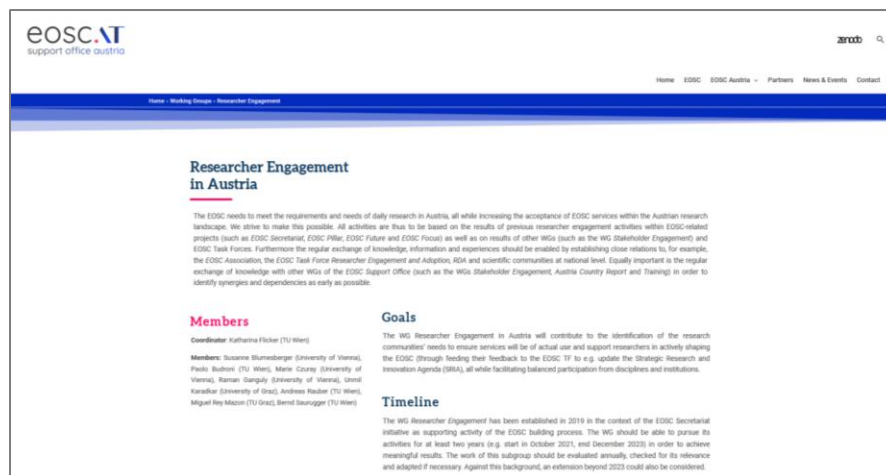 eosc.AT
support office austria
zenodo
Home EOSC EOSC Austria Partners News & Events Contact
Home - Working Groups - Researcher Engagement
Researcher Engagement
in Austria
The EOSC needs to meet the requirements and needs of daily research in Austria, all while increasing the acceptance of EOSC services within the Austrian research
landscape. We strive to make this possible. All activities are thus to be based on the results of previous researcher engagement activities within EOSC-related
projects (such as EOSC Secretariat, EOSC Pillar, EOSC Future and EOSC Focus) as well as on results of other WGs (such as the WG Stakeholder Engagement) and
EOSC Task Forces. Furthermore the regular exchange of knowledge, information and experiences should be enabled by establishing close relations to, for example,
the EOSC Association, the EOSC Task Force Researcher Engagement and Adoption, RDA and scientific communities at national level. Equally important is the regular
exchange of knowledge with other WGs of the EOSC Support Office (such as the WGs Stakeholder Engagement, Austria Country Report and Training) in order to
identify synergies and dependencies as early as possible.
Members
Coordinator: Katharina Flicker (TU Wien)
Members: Susanne Blumesberger (University of Vienna),
Paolo Budroni (TU Wien), Marie Czuray (University of
Vienna), Raman Ganguly (University of Vienna), Unmil
Karadkar (University of Graz), Andreas Rauber (TU Wien),
Miguel Rey Mazon (TU Graz), Bernd Saurugger (TU Wien)
Goals
The WG Researcher Engagement in Austria will contribute to the identification of the research
communities' needs to ensure services will be of actual use and support researchers in actively shaping
the EOSC (through feeding their feedback to the EOSC TF to e.g. update the Strategic Research and
Innovation Agenda (SRIA), all while facilitating balanced participation from disciplines and institutions.
Timeline
The WG Researcher Engagement has been established in 2019 in the context of the EOSC Secretariat
initiative as supporting activity of the EOSC building process. The WG should be able to pursue its
activities for at least two years (e.g. start in October 2021, end December 2023) in order to achieve
meaningful results. The work of this subgroup should be evaluated annually, checked for its relevance
and adapted if necessary. Against this background, an extension beyond 2023 could also be considered.